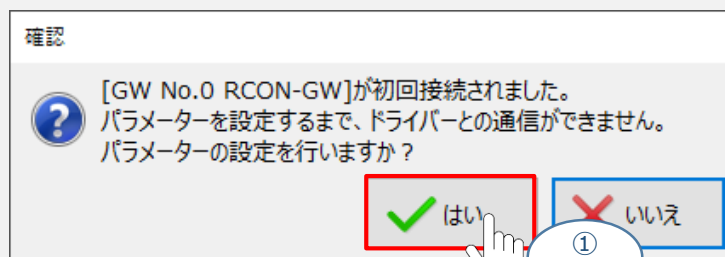 確認
[GW No.0 RCON-GW]が初回接続されました。
パラメーターを設定するまで、ドライバーとの通信ができません。
パラメーターの設定を行いますか？
はい
いいえ
①